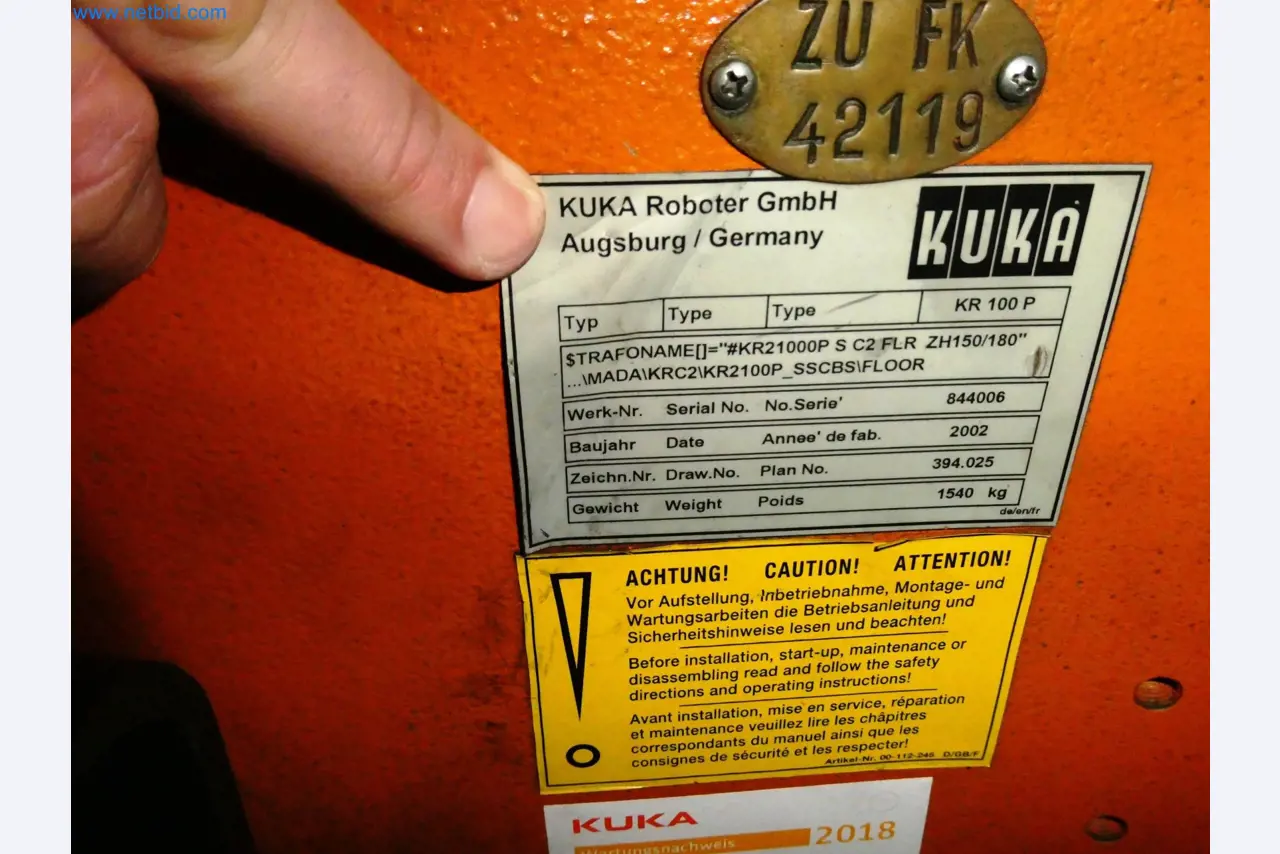 www.netbid.com
ZU FK
42119
KUKA Roboter GmbH
Augsburg / Germany
KUKA
Typ Type Type KR 100 P
$TRAFONAME[]="#KR21000P S C2 FLR ZH150/180"
...\MADA\KRC2\KR2100P_SSCBS\FLOOR
Werk-Nr. Serial No. No.Serie' 844006
Baujahr Date Annee' de fab. 2002
Zeichn.Nr. Draw.No. Plan No. 394.025
Gewicht Weight Poids 1540 kg
de/en/fr
ACHTUNG! CAUTION! ATTENTION!
Vor Aufstellung, Inbetriebnahme, Montage- und
Wartungsarbeiten die Betriebsanleitung und
Sicherheitshinweise lesen und beachten!
Before installation, start-up, maintenance or
disassembling read and follow the safety
directions and operating instructions!
Avant installation, mise en service, réparation
et maintenance veuillez lire les châpitres
correspondants du manuel ainsi que les
consignes de sécurité et les respecter!
Artikel-Nr. 00-112-246 D/GB/F
KUKA
Wartungsnachweis 2018